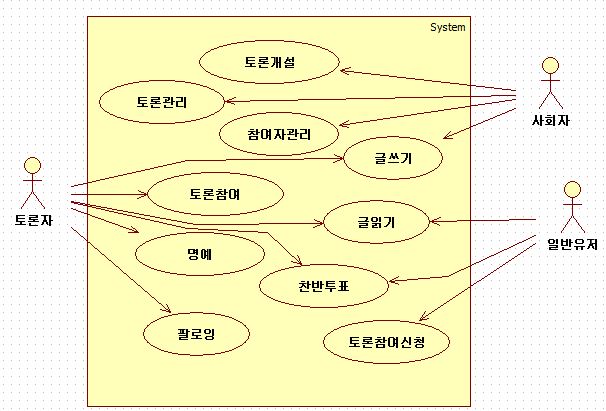 System
토론개설
토론관리
사회자
참여자관리
글쓰기
토론참여
토론자
글읽기
일반유저
명예
찬반투표
팔로잉
토론참여신청